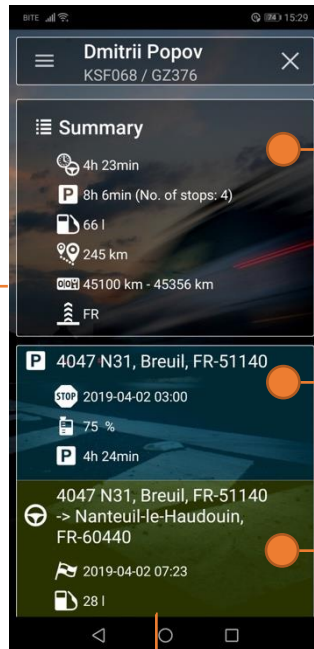 BITE 74 15:29
Dmitrii Popov
KSF068 / GZ376
Summary
4h 23min
P 8h 6min (No. of stops: 4)
66 l
245 km
45100 km - 45356 km
FR
P 4047 N31, Breuil, FR-51140
STOP 2019-04-02 03:00
75 %
P 4h 24min
4047 N31, Breuil, FR-51140
-> Nanteuil-le-Haudouin,
FR-60440
2019-04-02 07:23
28 l